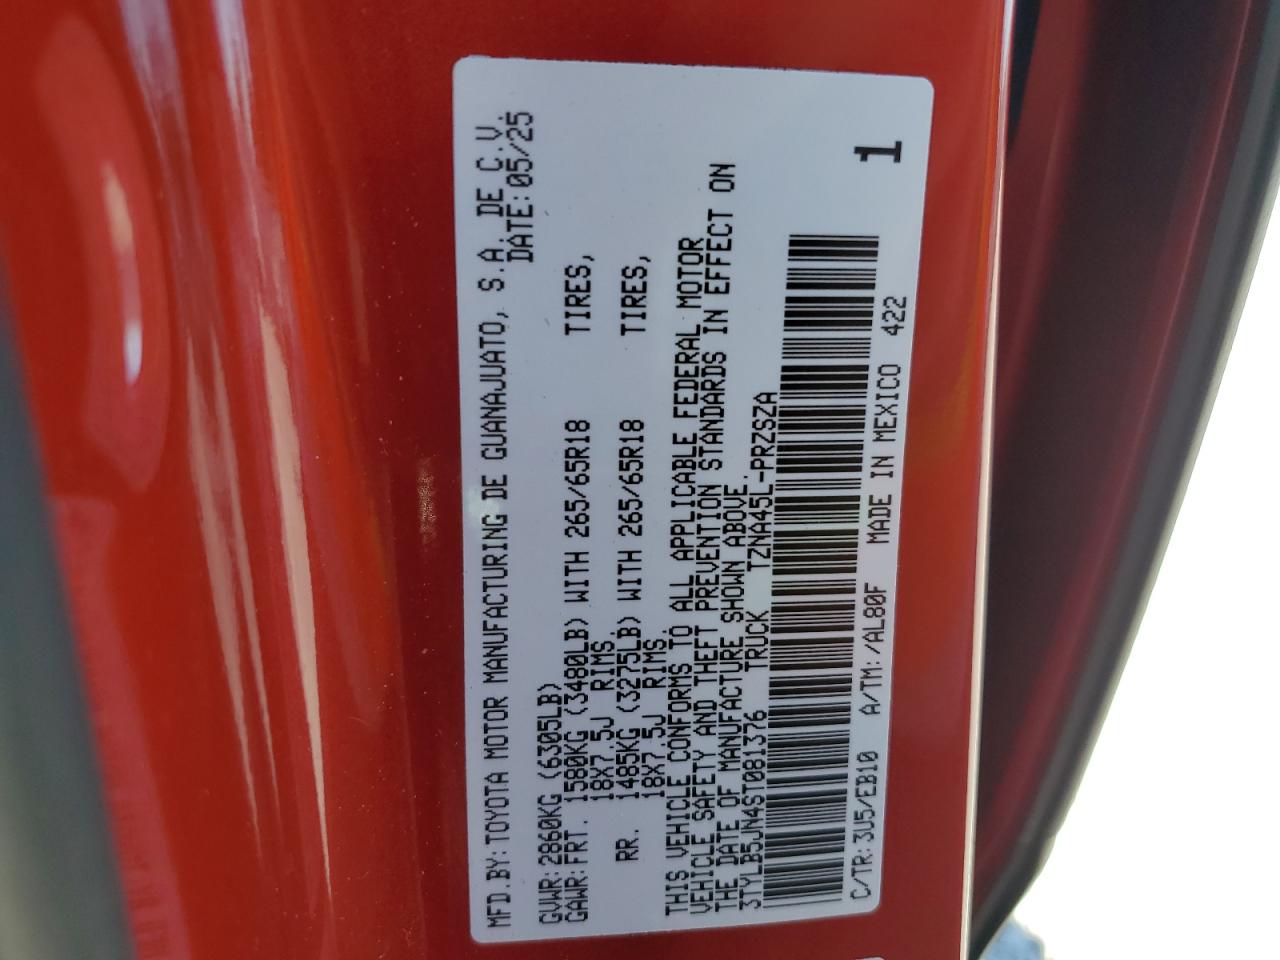 MFD.BY:TOYOTA MOTOR MANUFACTURING DE GUANAJUATO, S.A. DE C.V.
DATE:05/25
GVWR:2860KG (6305LB)
GAWR:FRT. 1580KG (3480LB) WITH 265/65R18 TIRES,
18X7.5J RIMS,
RR. 1485KG (3275LB) WITH 265/65R18 TIRES,
18X7.5J RIMS
THIS VEHICLE CONFORMS TO ALL APPLICABLE FEDERAL MOTOR
VEHICLE SAFETY AND THEFT PREVENTION STANDARDS IN EFFECT ON
THE DATE OF MANUFACTURE SHOWN ABOVE.
3TYLB5JN4ST081376 TRUCK TZNA45L-PRZSZA
1
C/TR:3U5/EB10 A/TM:/AL80F MADE IN MEXICO 422